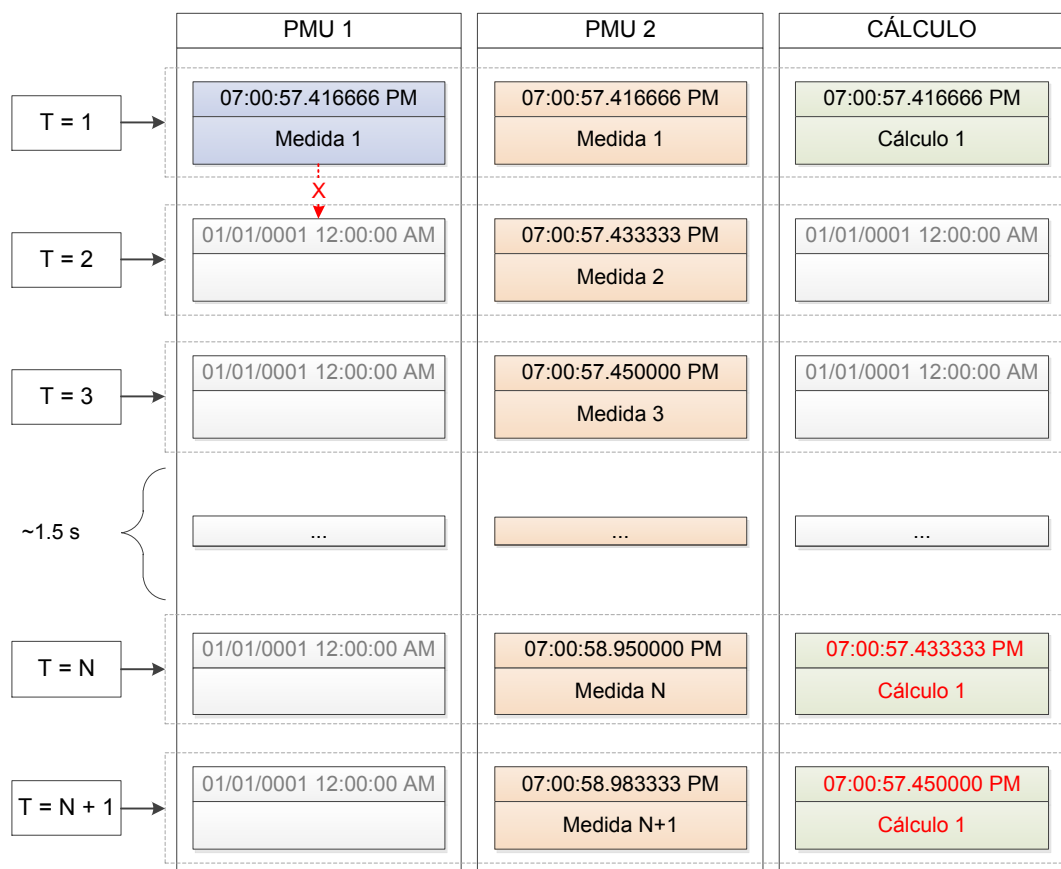 PMU 1
PMU 2
CÁLCULO
T = 1
07:00:57.416666 PM
Medida 1
07:00:57.416666 PM
Medida 1
07:00:57.416666 PM
Cálculo 1
X
T = 2
01/01/0001 12:00:00 AM
07:00:57.433333 PM
Medida 2
01/01/0001 12:00:00 AM
T = 3
01/01/0001 12:00:00 AM
07:00:57.450000 PM
Medida 3
01/01/0001 12:00:00 AM
~1.5 s
...
...
...
T = N
01/01/0001 12:00:00 AM
07:00:58.950000 PM
Medida N
07:00:57.433333 PM
Cálculo 1
T = N + 1
01/01/0001 12:00:00 AM
07:00:58.983333 PM
Medida N+1
07:00:57.450000 PM
Cálculo 1